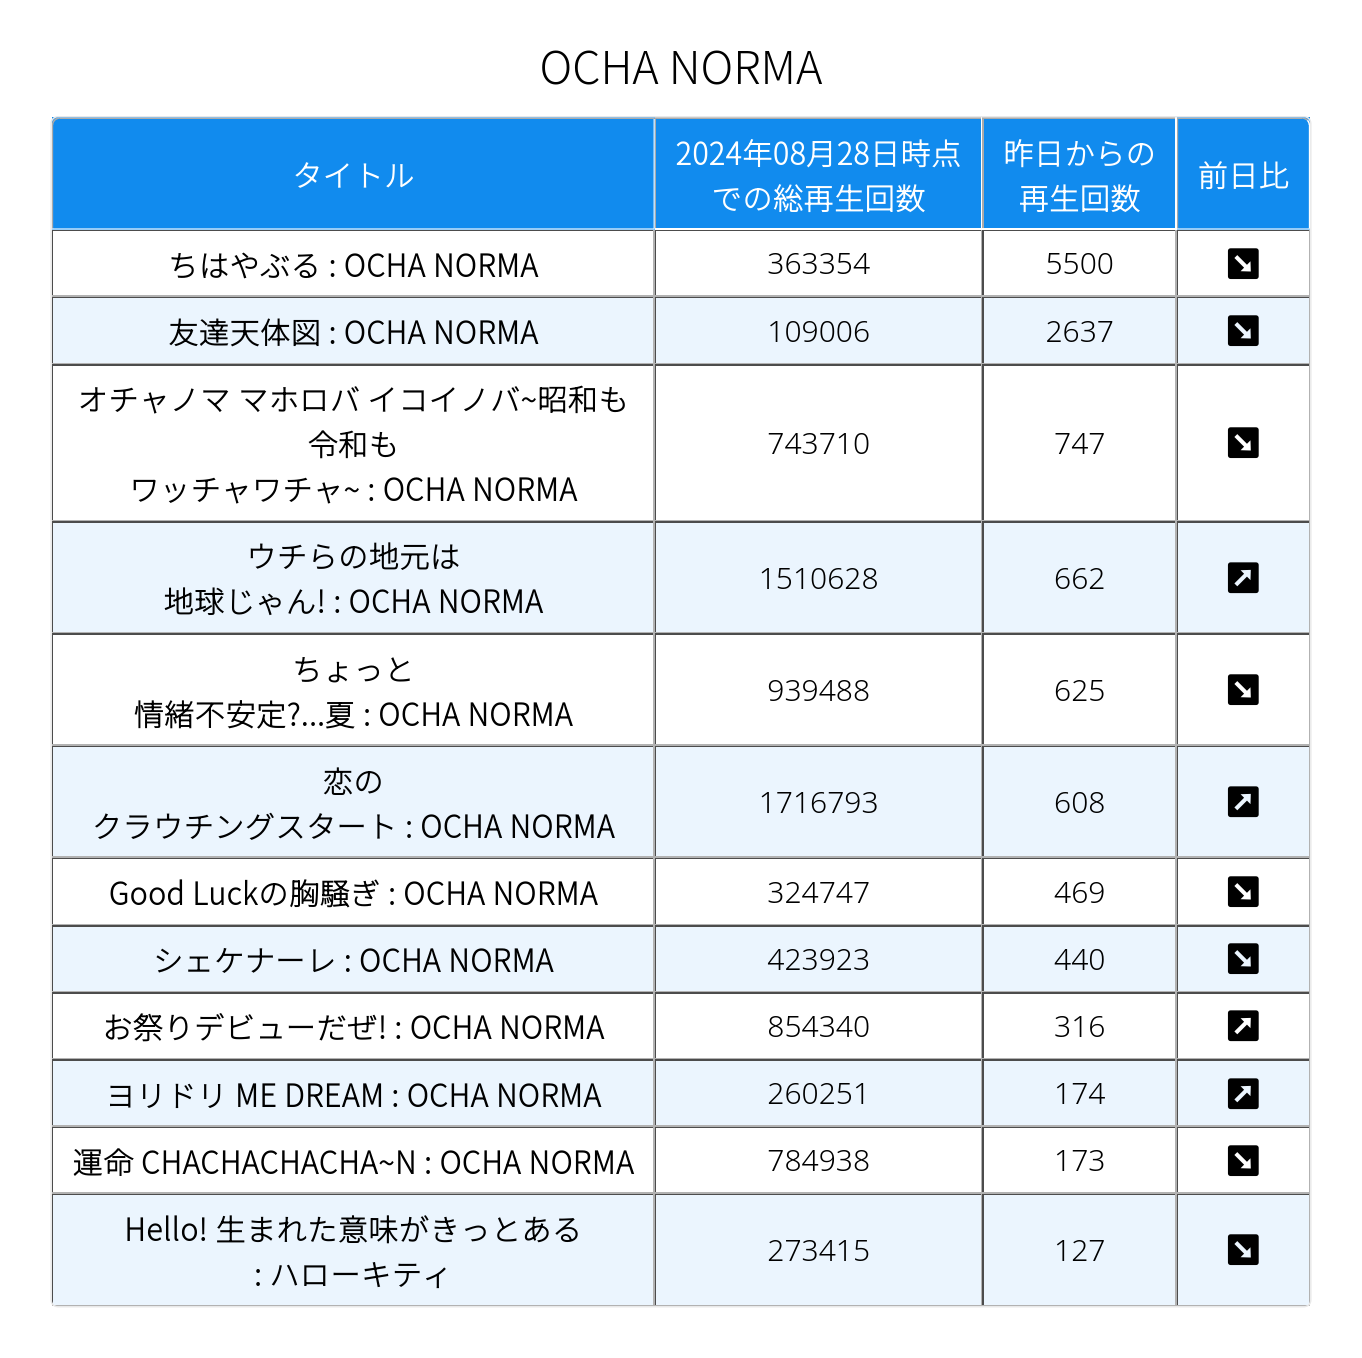 OCHA NORMA
タイトル
2024年08月28日時点
での総再生回数
昨日からの
再生回数
前日比
ちはやぶる : OCHA NORMA
363354
5500
友達天体図 : OCHA NORMA
109006
2637
オチャノマ マホロバ イコイノバ~昭和も
令和も
ワッチャワチャ~ : OCHA NORMA
743710
747
ウチらの地元は
地球じゃん! : OCHA NORMA
1510628
662
ちょっと
情緒不安定?...夏 : OCHA NORMA
939488
625
恋の
クラウチングスタート : OCHA NORMA
1716793
608
Good Luckの胸騒ぎ : OCHA NORMA
324747
469
シェケナーレ : OCHA NORMA
423923
440
お祭りデビューだぜ! : OCHA NORMA
854340
316
ヨリドリ ME DREAM : OCHA NORMA
260251
174
運命 CHACHACHACHA~N : OCHA NORMA
784938
173
Hello! 生まれた意味がきっとある
: ハローキティ
273415
127